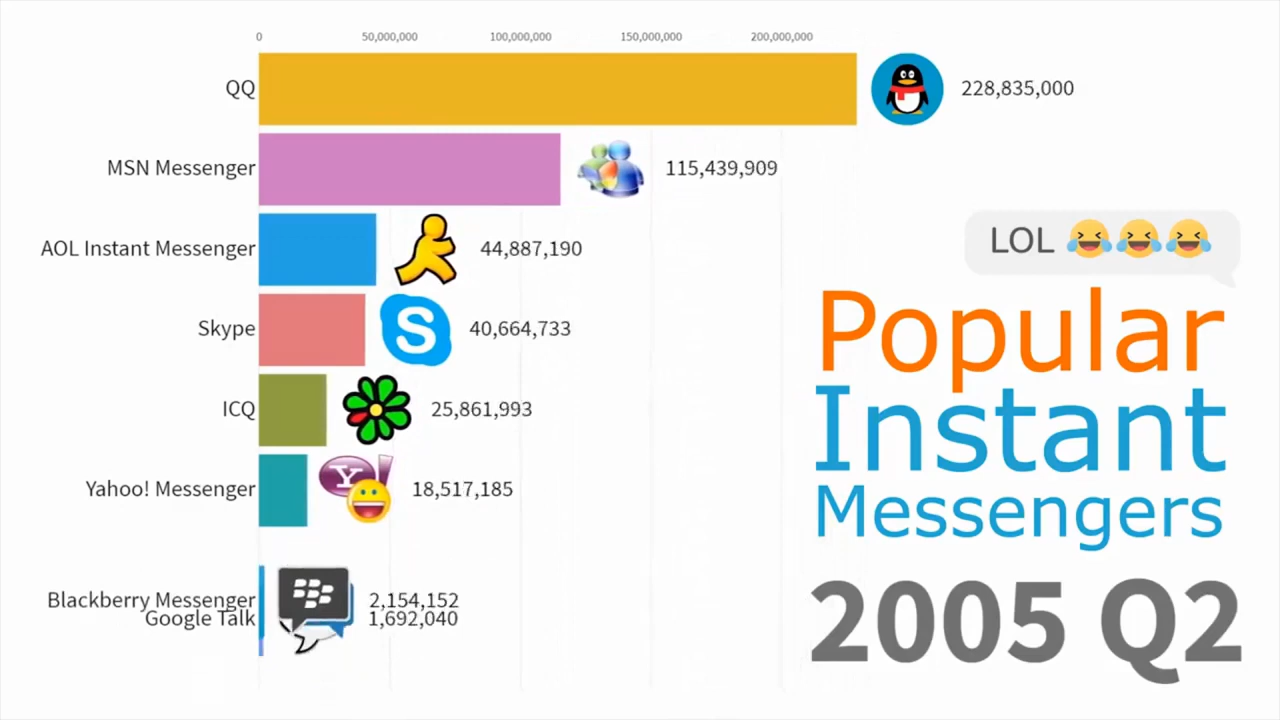 0 50,000,000 100,000,000 150,000,000 200,000,000
QQ 228,835,000
MSN Messenger 115,439,909
AOL Instant Messenger 44,887,190
Skype S 40,664,733
ICQ 25,861,993
Yahoo! Messenger Y! 18,517,185
Blackberry Messenger 2,154,152
Google Talk 1,692,040
LOL 😂😂😂
Popular
Instant
Messengers
2005 Q2